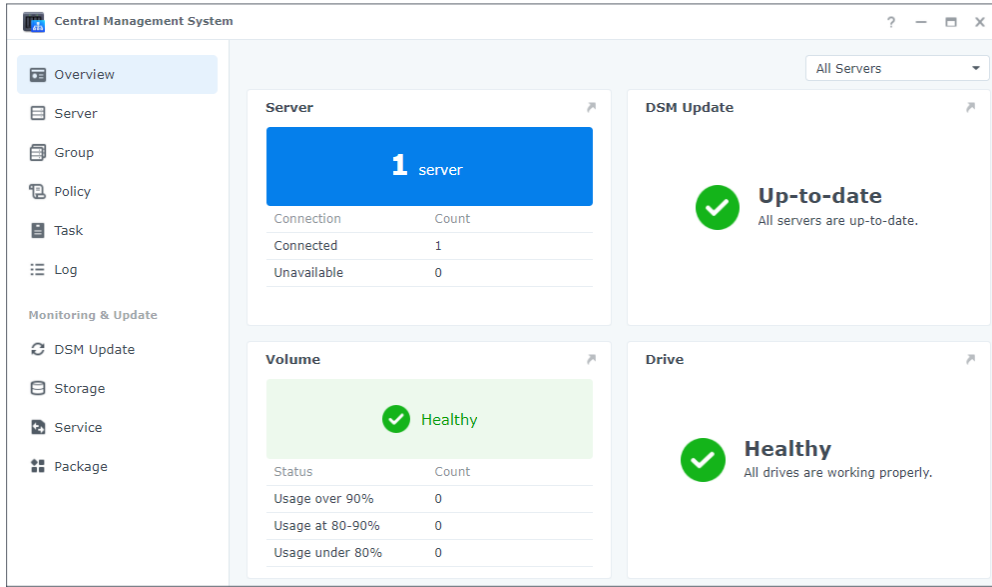 Central Management System
?
All Servers
Overview
Server
Group
Policy
Task
Log
Monitoring & Update
DSM Update
Storage
Service
Package
Server
1 server
Connection Count
Connected 1
Unavailable 0
DSM Update
Up-to-date
All servers are up-to-date.
Volume
Healthy
Status Count
Usage over 90% 0
Usage at 80-90% 0
Usage under 80% 0
Drive
Healthy
All drives are working properly.